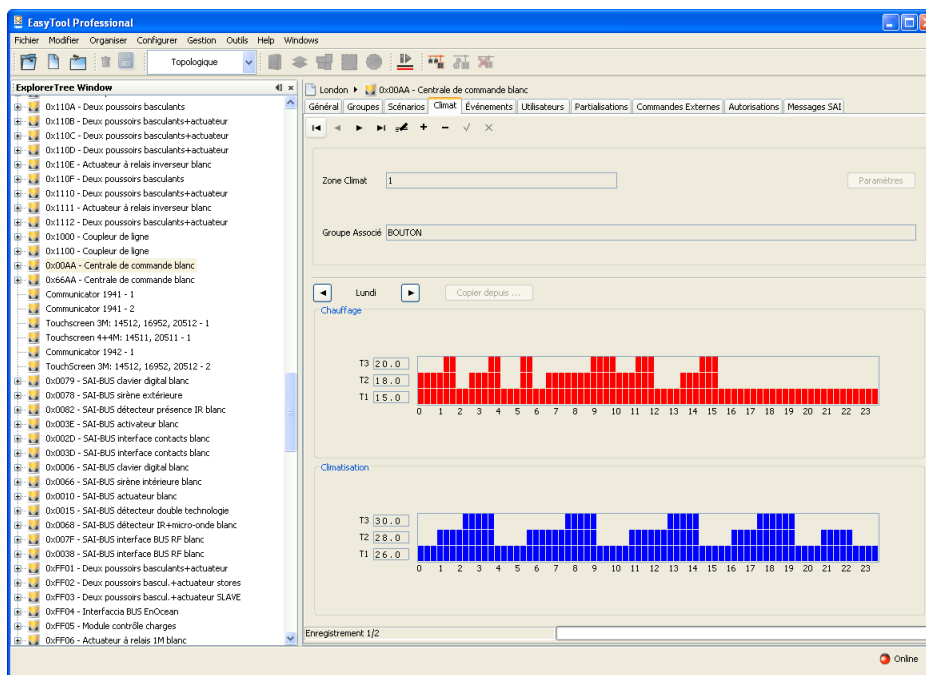 EasyTool Professional
Fichier Modifier Organiser Configurer Gestion Outils Help Windows
Topologique
ExplorerTree Window
0x110A - Deux poussoirs basculants
0x110B - Deux poussoirs basculants+actuateur
0x110C - Deux poussoirs basculants+actuateur
0x110D - Deux poussoirs basculants+actuateur
0x110E - Actuateur à relais inverseur blanc
0x110F - Deux poussoirs basculants
0x1110 - Deux poussoirs basculants+actuateur
0x1111 - Actuateur à relais inverseur blanc
0x1112 - Deux poussoirs basculants+actuateur
0x1000 - Coupleur de ligne
0x1100 - Coupleur de ligne
0x00AA - Centrale de commande blanc
0x66AA - Centrale de commande blanc
Communicator 1941 - 1
Communicator 1941 - 2
Touchscreen 3M: 14512, 16952, 20512 - 1
Touchscreen 4+4M: 14511, 20511 - 1
Communicator 1942 - 1
TouchScreen 3M: 14512, 16952, 20512 - 2
0x0079 - SAI-BUS clavier digital blanc
0x0078 - SAI-BUS sirène extérieure
0x0082 - SAI-BUS détecteur présence IR blanc
0x003E - SAI-BUS activateur blanc
0x002D - SAI-BUS interface contacts blanc
0x003D - SAI-BUS interface contacts blanc
0x0006 - SAI-BUS clavier digital blanc
0x0066 - SAI-BUS sirène intérieure blanc
0x0010 - SAI-BUS actuateur blanc
0x0015 - SAI-BUS détecteur double technologie
0x0068 - SAI-BUS détecteur IR+micro-onde blanc
0x007F - SAI-BUS interface BUS RF blanc
0x0038 - SAI-BUS interface BUS RF blanc
0xFF01 - Deux poussoirs basculants+actuateur
0xFF02 - Deux poussoirs bascul.+actuateur stores
0xFF03 - Deux poussoirs bascul.+actuateur SLAVE
0xFF04 - Interfaccia BUS EnOcean
0xFF05 - Module contrôle charges
0xFF06 - Actuateur à relais 1M blanc
London 0x00AA - Centrale de commande blanc
Général Groupes Scénarios Climat Événements Utilisateurs Partialisations Commandes Externes Autorisations Messages SAI
Zone Climat 1 Paramètres
Groupe Associé BOUTON
Lundi Copier depuis ...
Chauffage
T3 20.0
T2 18.0
T1 15.0
0 1 2 3 4 5 6 7 8 9 10 11 12 13 14 15 16 17 18 19 20 21 22 23
Climatisation
T3 30.0
T2 28.0
T1 26.0
0 1 2 3 4 5 6 7 8 9 10 11 12 13 14 15 16 17 18 19 20 21 22 23
Enregistrement 1/2
Online